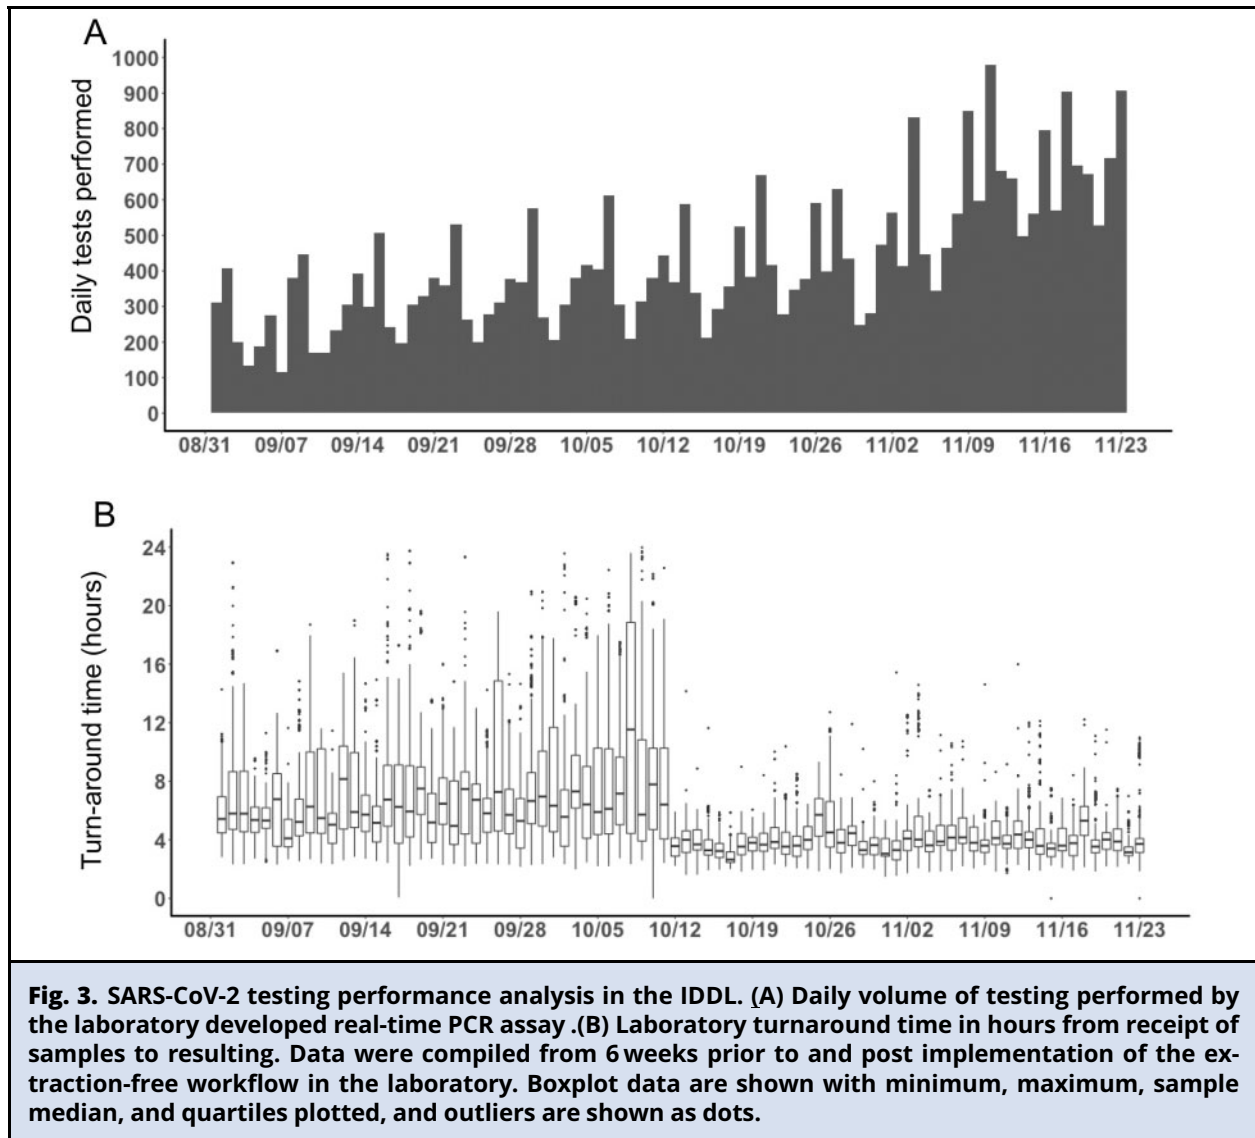 A
Daily tests performed
1000
900
800
700
600
500
400
300
200
100
0
08/31 09/07 09/14 09/21 09/28 10/05 10/12 10/19 10/26 11/02 11/09 11/16 11/23
B
Turn-around time (hours)
24
20
16
12
8
4
0
08/31 09/07 09/14 09/21 09/28 10/05 10/12 10/19 10/26 11/02 11/09 11/16 11/23
Fig. 3. SARS-CoV-2 testing performance analysis in the IDDL. (A) Daily volume of testing performed by
the laboratory developed real-time PCR assay .(B) Laboratory turnaround time in hours from receipt of
samples to resulting. Data were compiled from 6 weeks prior to and post implementation of the ex-
traction-free workflow in the laboratory. Boxplot data are shown with minimum, maximum, sample
median, and quartiles plotted, and outliers are shown as dots.